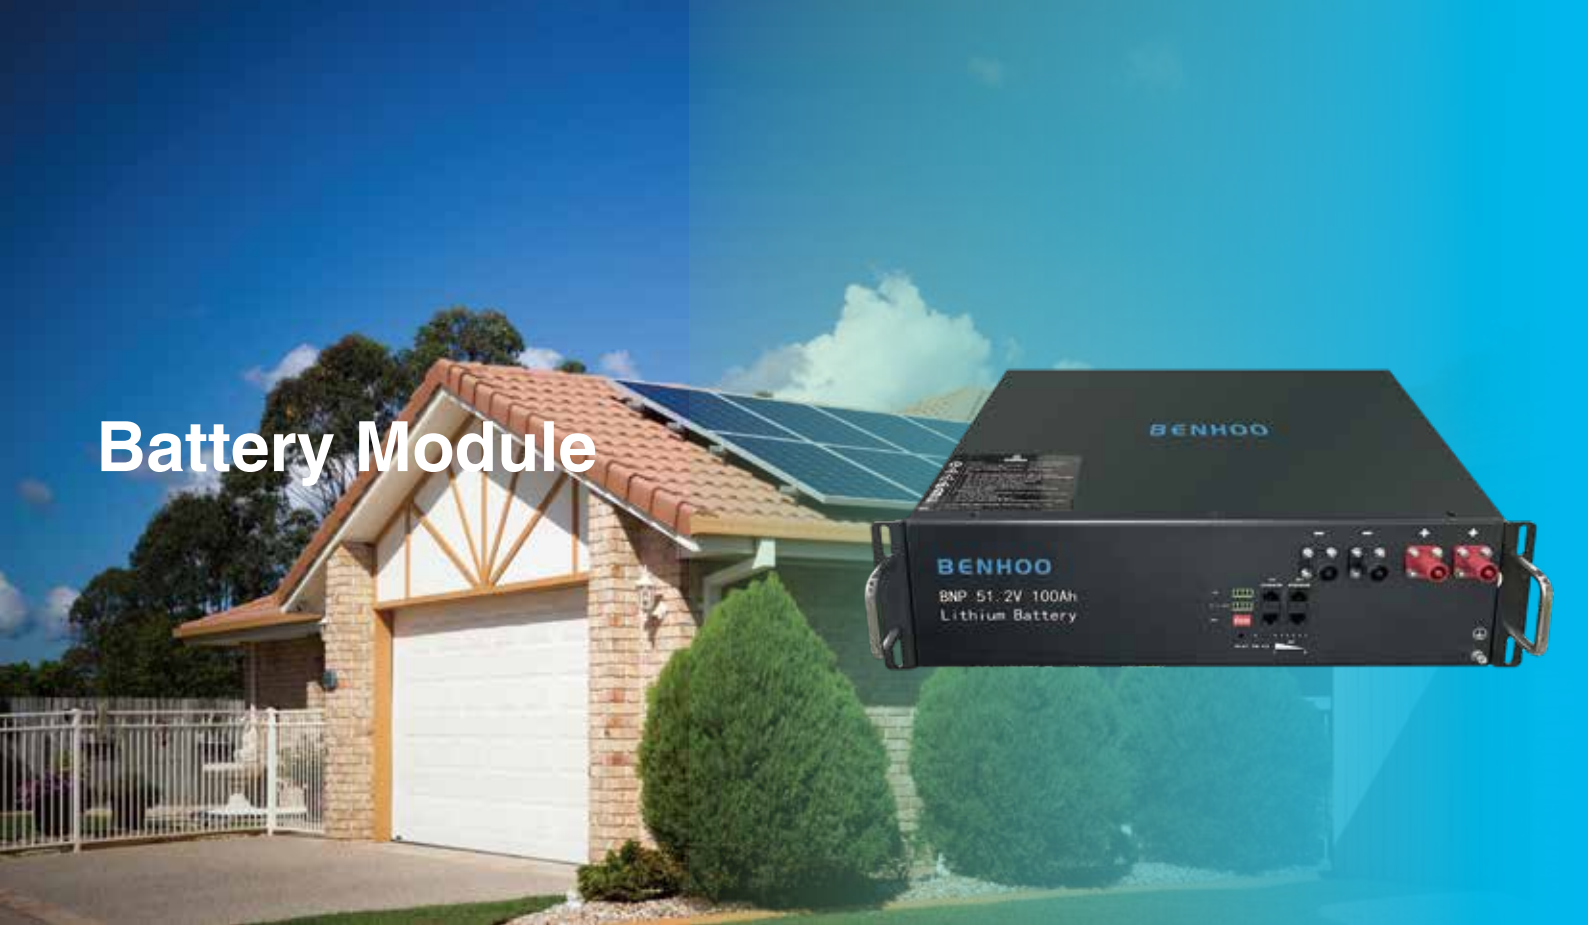 Battery Module
BENHOO
BENHOO
BNP 51.2V 100Ah
Lithium Battery
− − + +